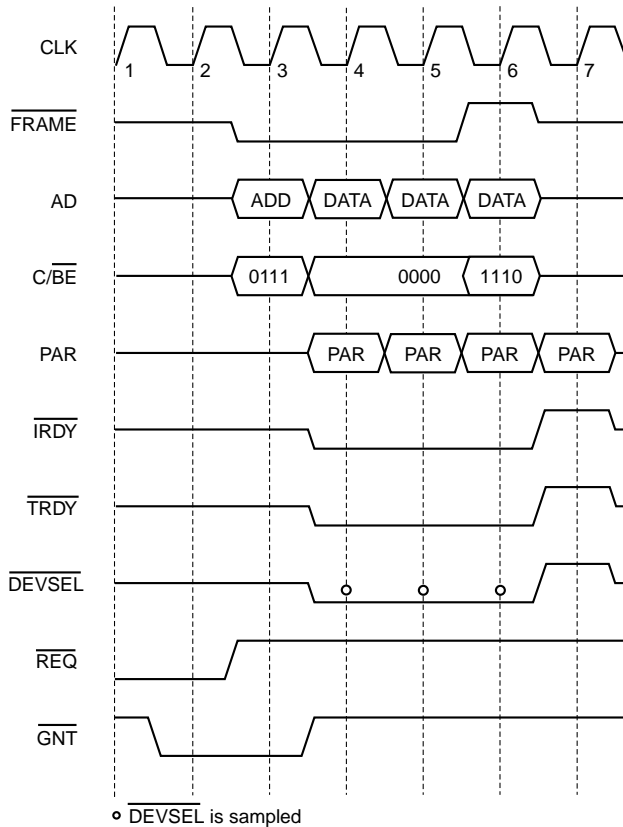 CLK
1 2 3 4 5 6 7
FRAME
AD ADD DATA DATA DATA
C/BE 0111 0000 1110
PAR PAR PAR PAR PAR
IRDY
TRDY
DEVSEL
REQ
GNT
DEVSEL is sampled